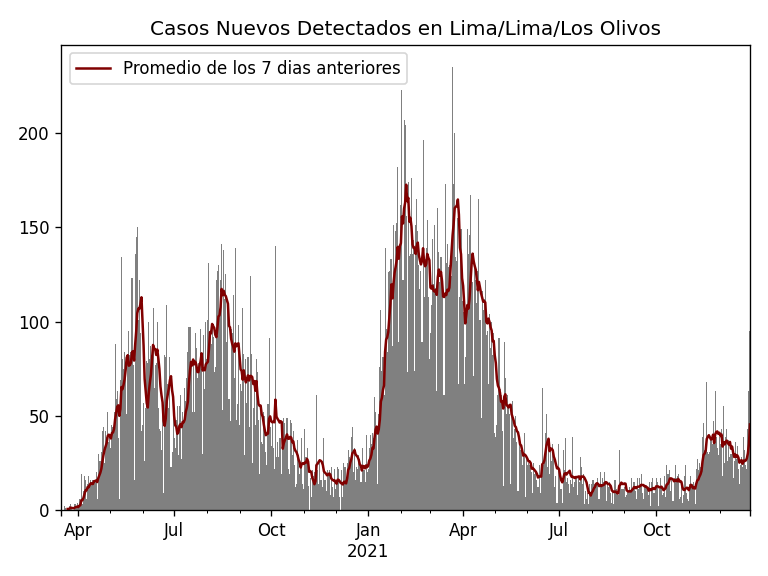 Casos Nuevos Detectados en Lima/Lima/Los Olivos
Promedio de los 7 dias anteriores
200
150
100
50
0
Apr Jul Oct Jan Apr Jul Oct
2021